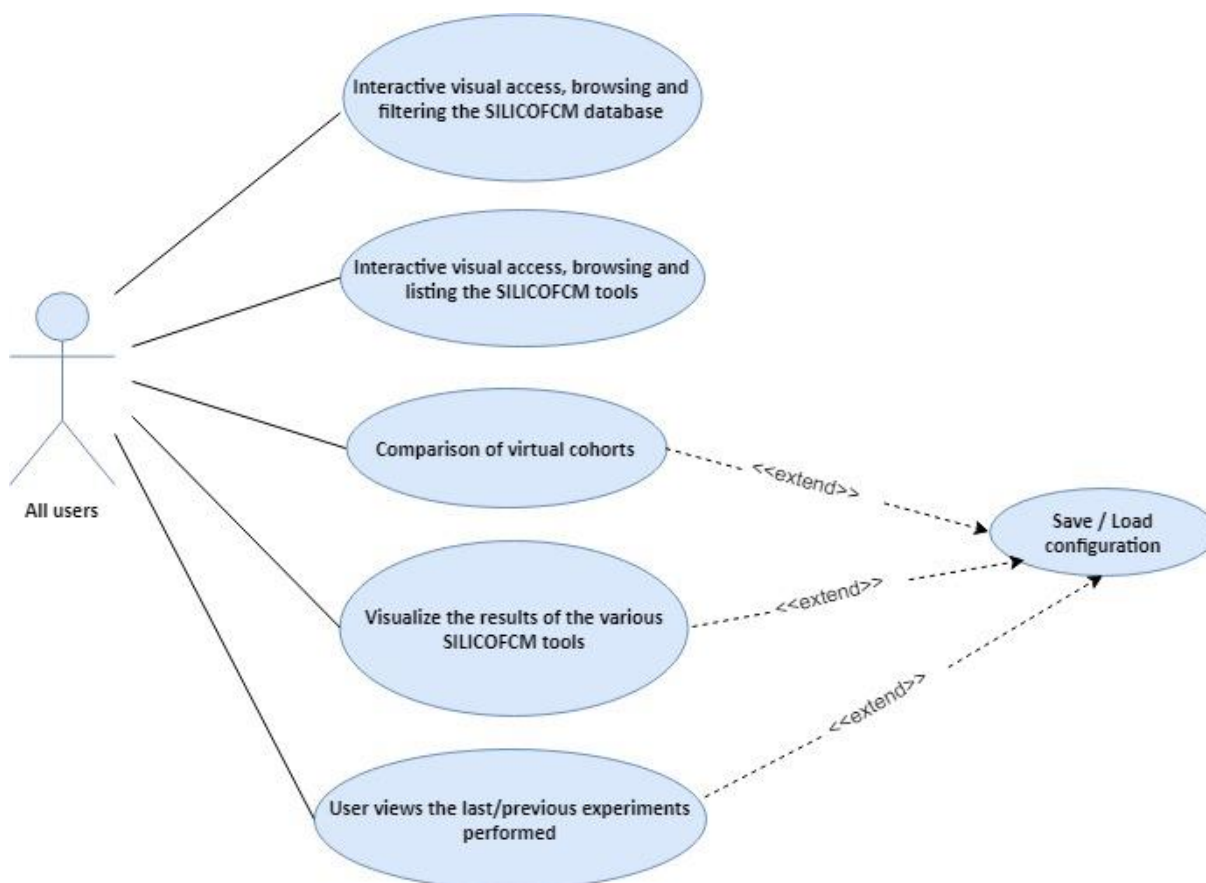 Interactive visual access, browsing and
filtering the SILICOFCM database
Interactive visual access, browsing and
listing the SILICOFCM tools
All users
Comparison of virtual cohorts
<<extend>>
Save / Load
configuration
Visualize the results of the various
SILICOFCM tools
<<extend>>
<<extend>>
User views the last/previous experiments
performed